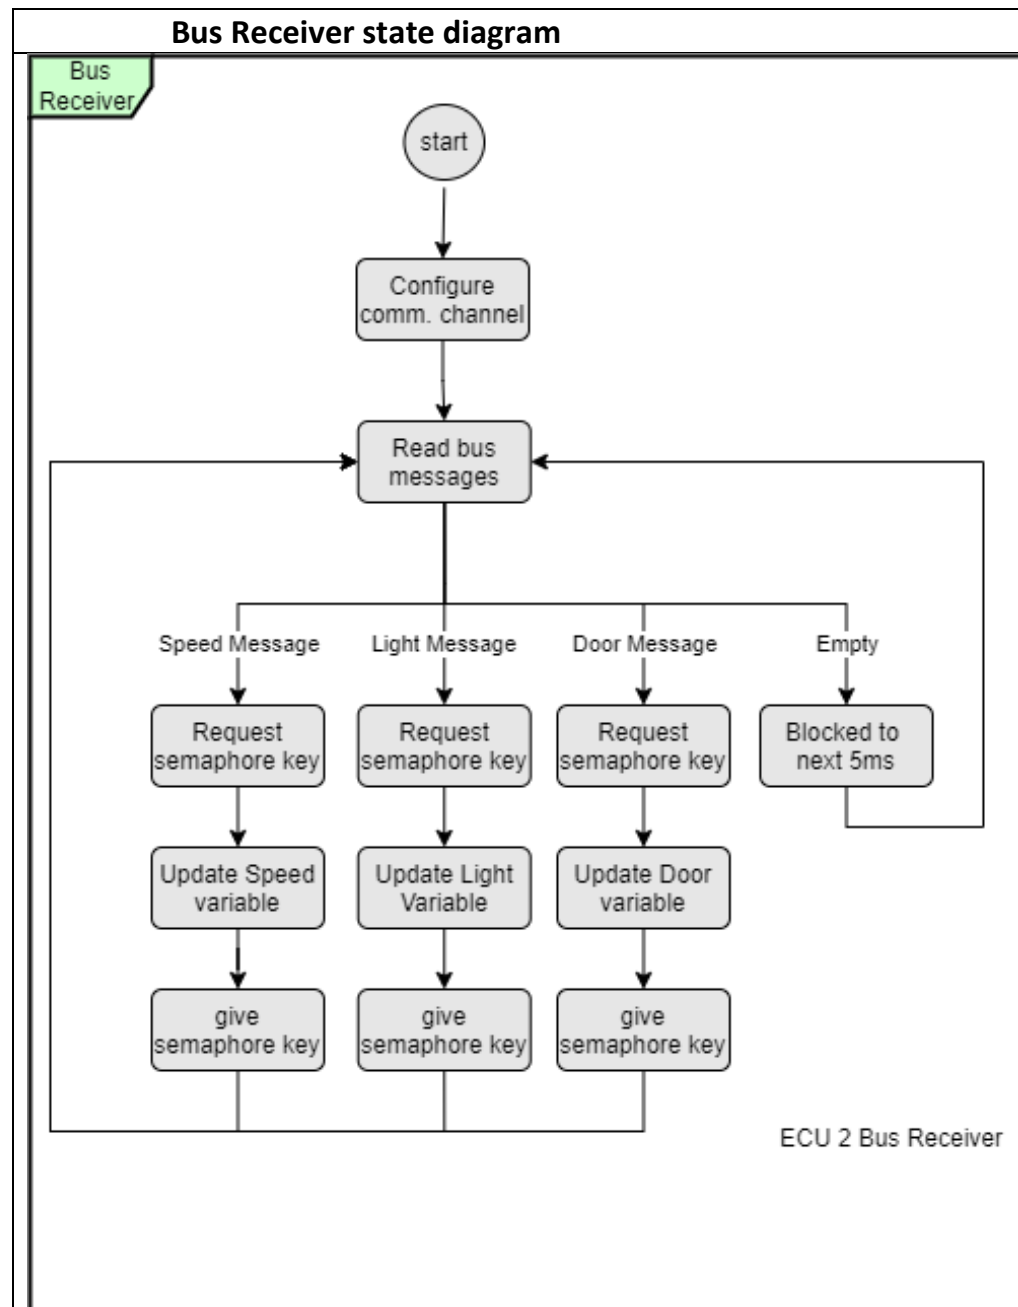 Bus Receiver state diagram
Bus
Receiver
start
Configure
comm. channel
Read bus
messages
Speed Message
Light Message
Door Message
Empty
Request
semaphore key
Request
semaphore key
Request
semaphore key
Blocked to
next 5ms
Update Speed
variable
Update Light
Variable
Update Door
variable
give
semaphore key
give
semaphore key
give
semaphore key
ECU 2 Bus Receiver